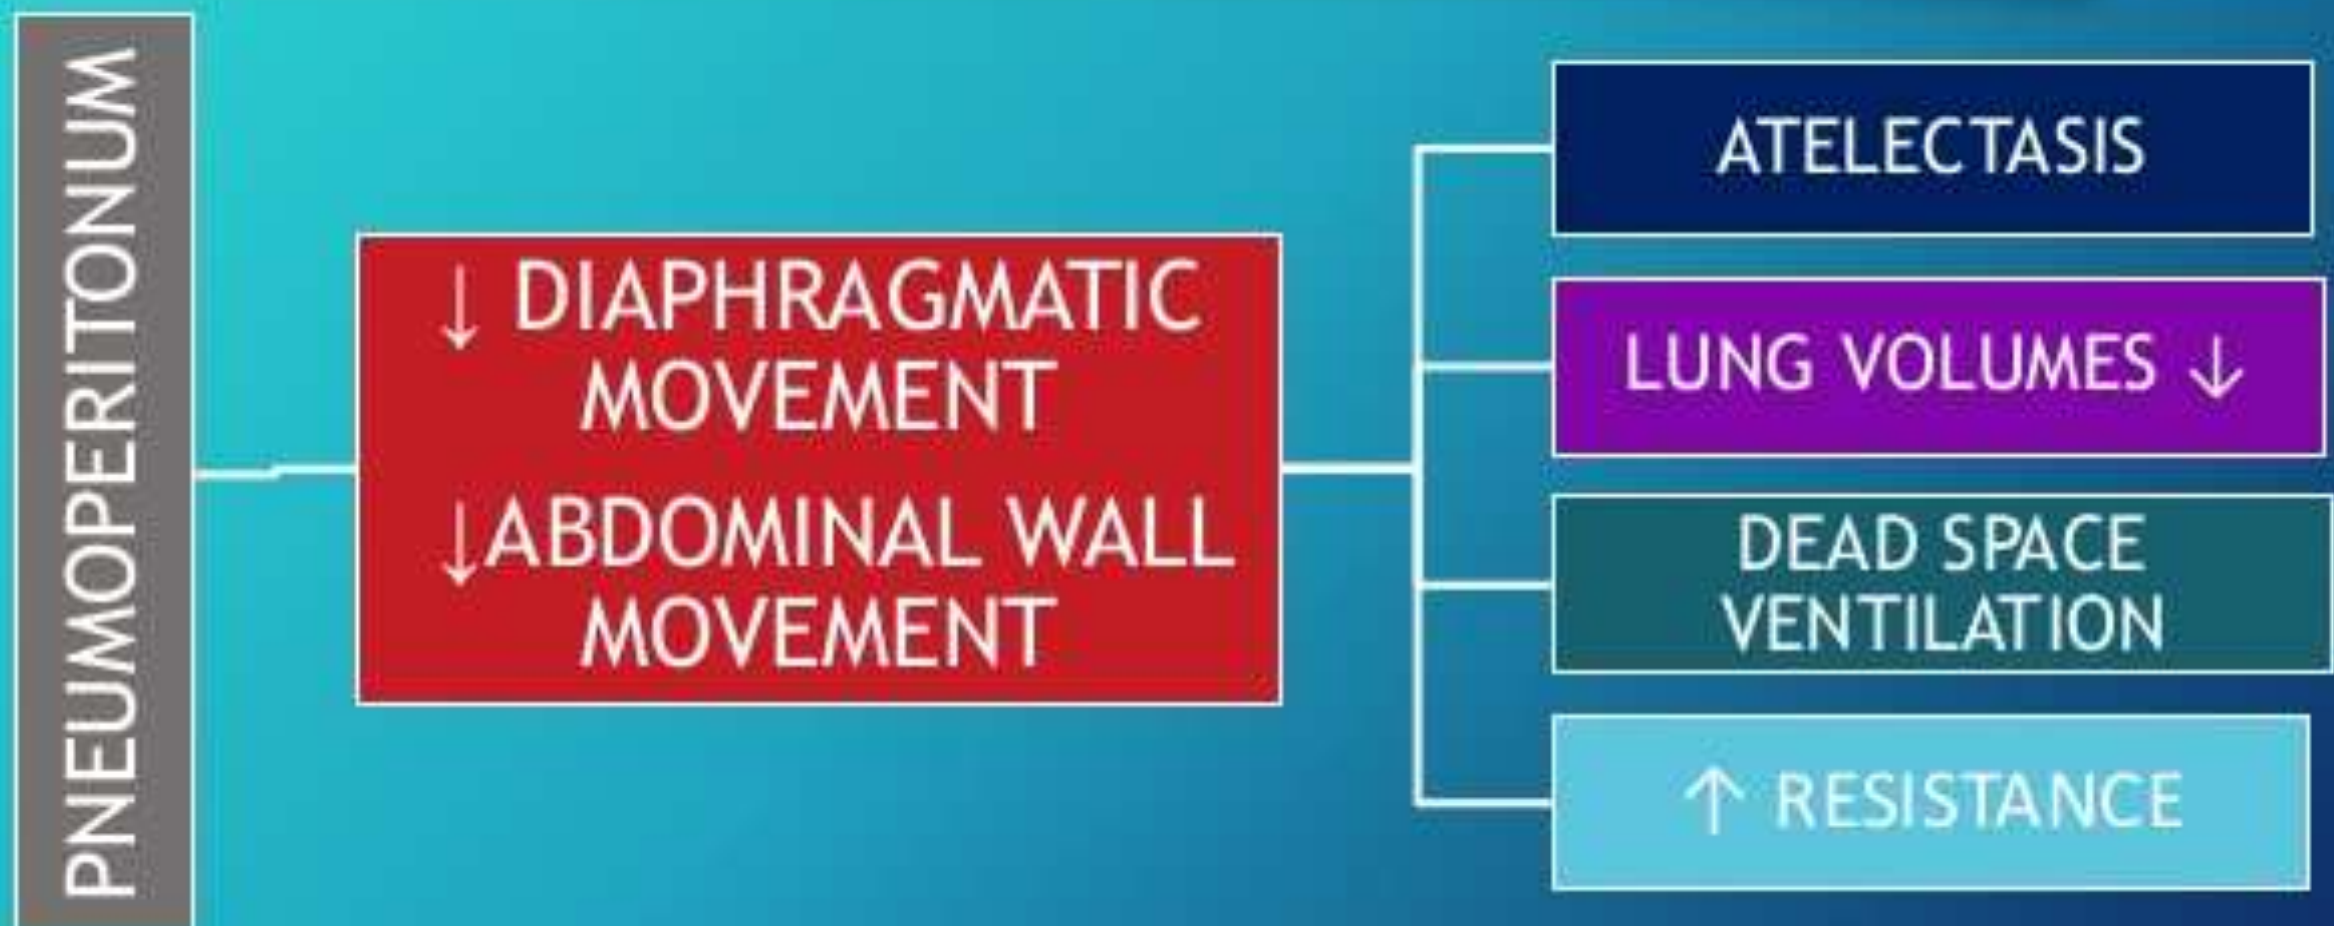 PNEUMOPERITONUM
↓ DIAPHRAGMATIC
MOVEMENT
↓ABDOMINAL WALL
MOVEMENT
ATELECTASIS
LUNG VOLUMES ↓
DEAD SPACE
VENTILATION
↑ RESISTANCE